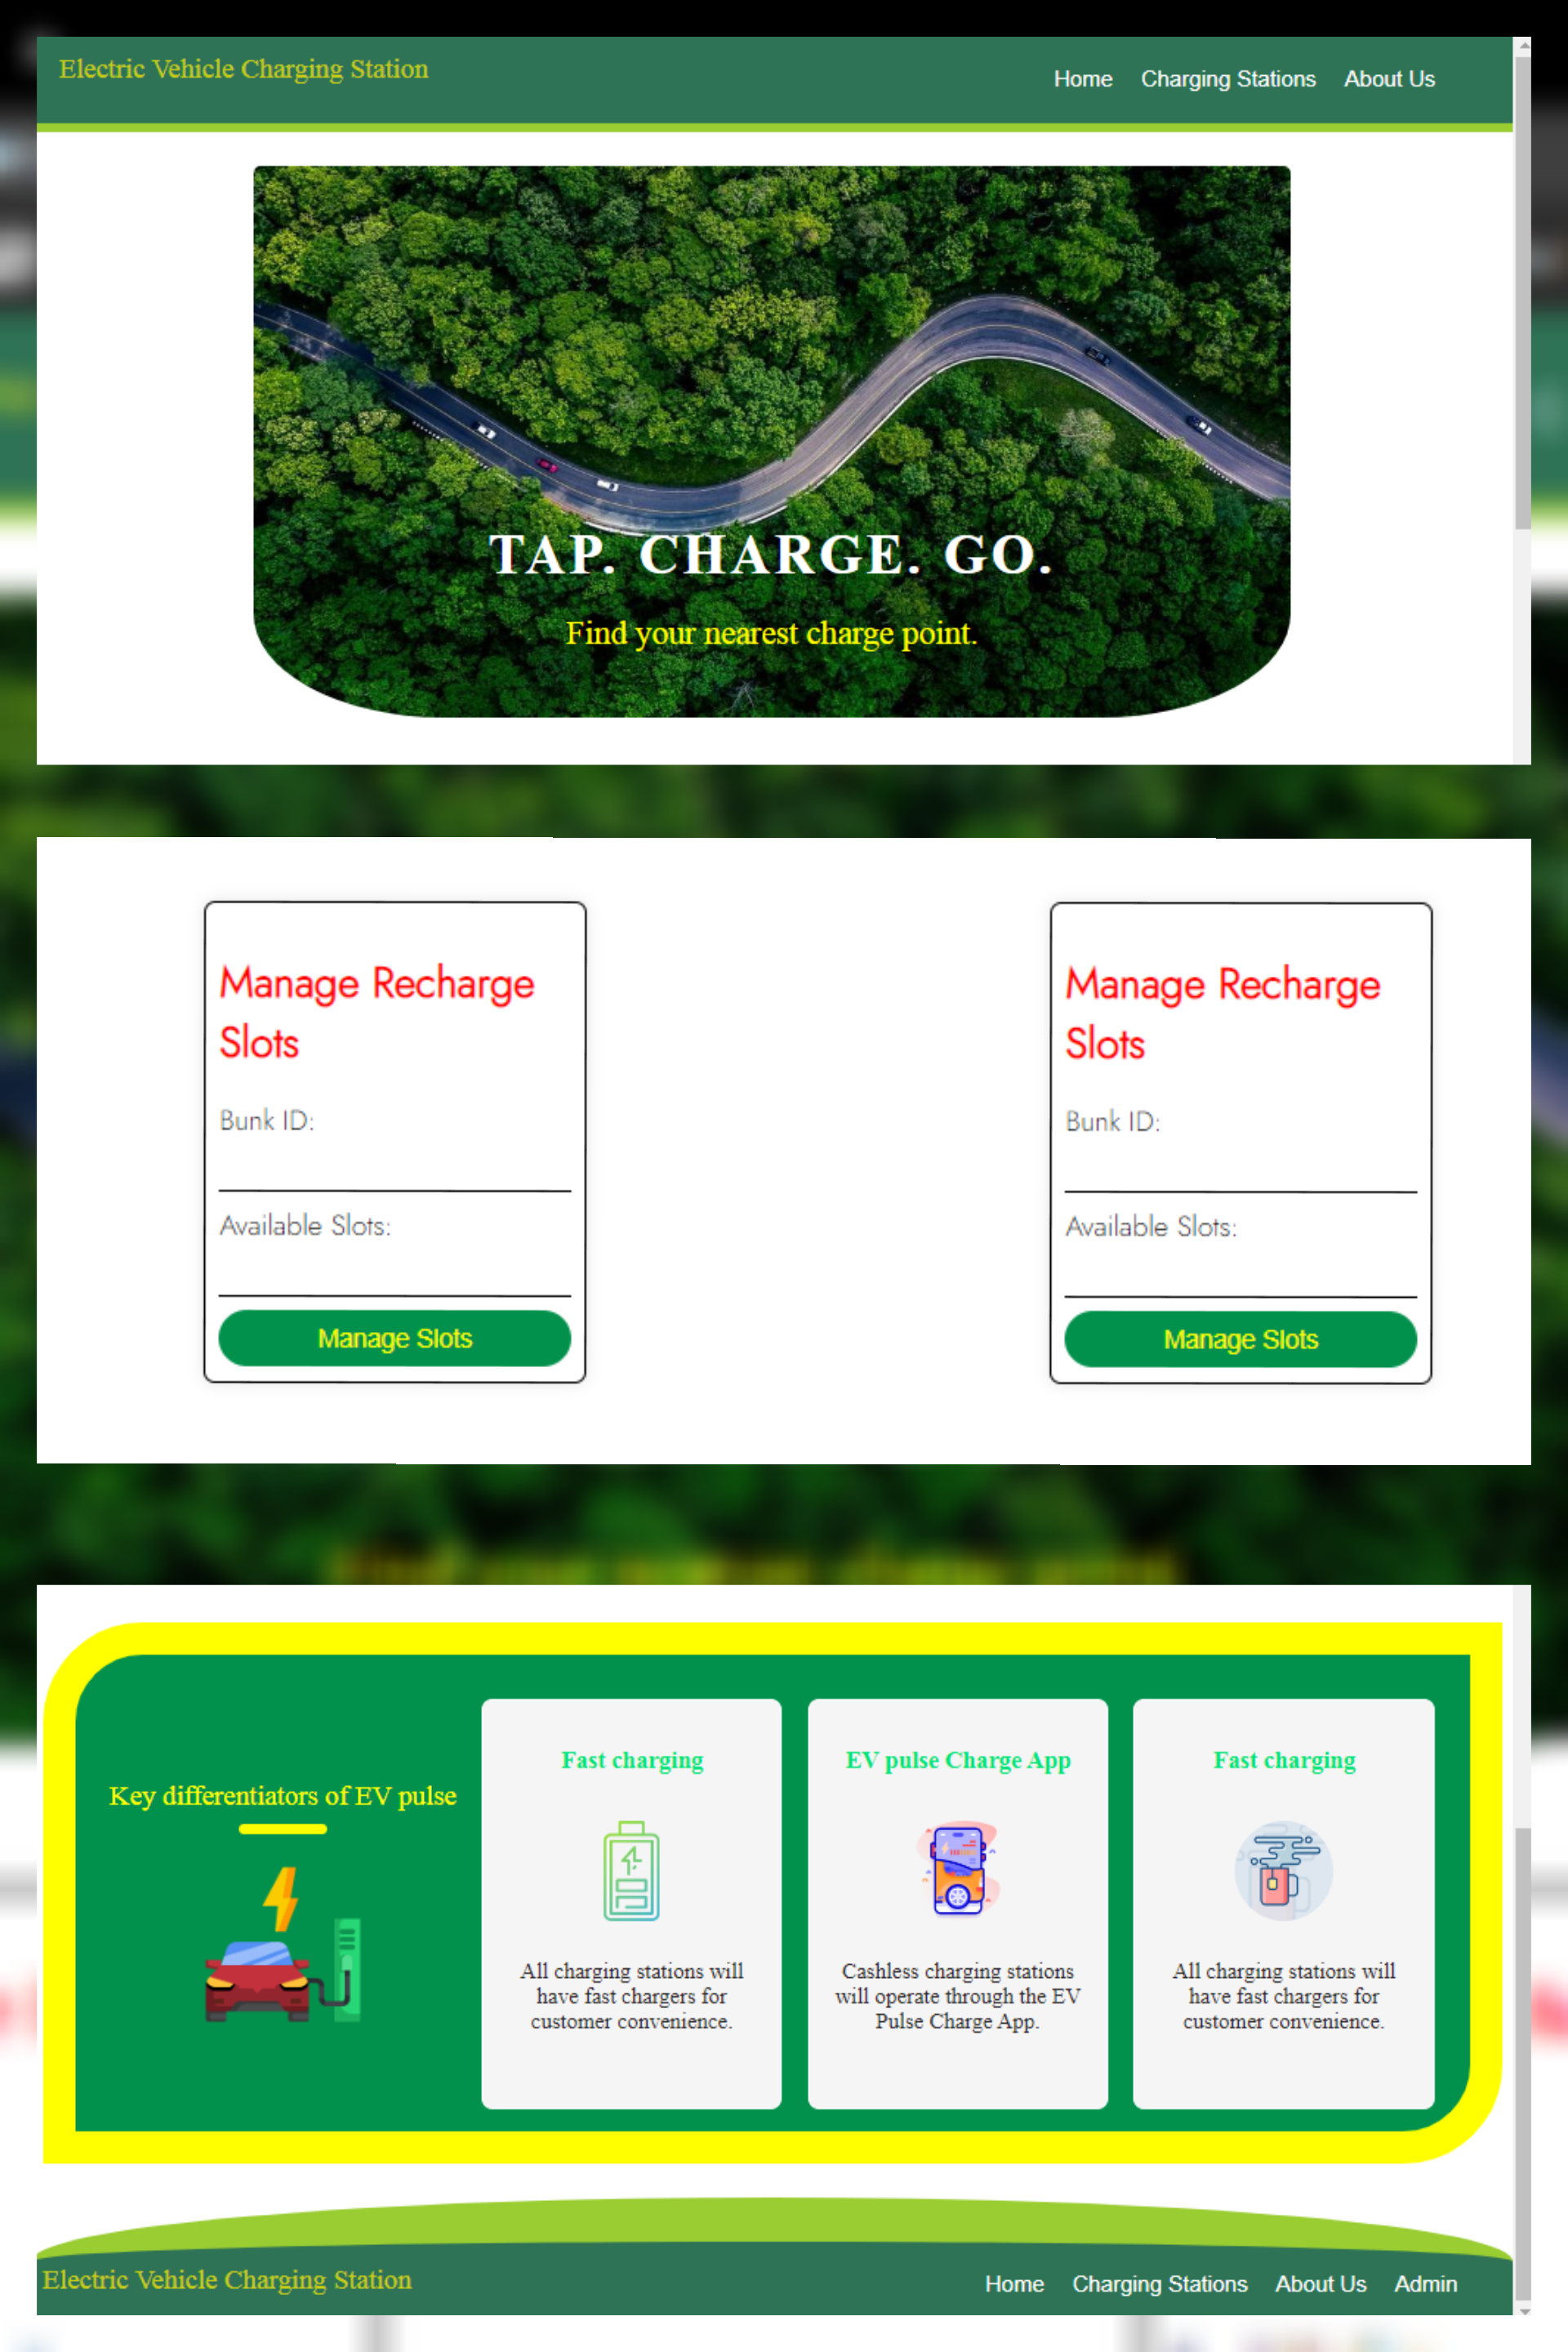 Electric Vehicle Charging Station
Home Charging Stations About Us
TAP. CHARGE. GO.
Find your nearest charge point.
Manage Recharge
Slots
Bunk ID:
Available Slots:
Manage Slots
Manage Recharge
Slots
Bunk ID:
Available Slots:
Manage Slots
Key differentiators of EV pulse
Fast charging
All charging stations will
have fast chargers for
customer convenience.
EV pulse Charge App
Cashless charging stations
will operate through the EV
Pulse Charge App.
Fast charging
All charging stations will
have fast chargers for
customer convenience.
Electric Vehicle Charging Station
Home Charging Stations About Us Admin